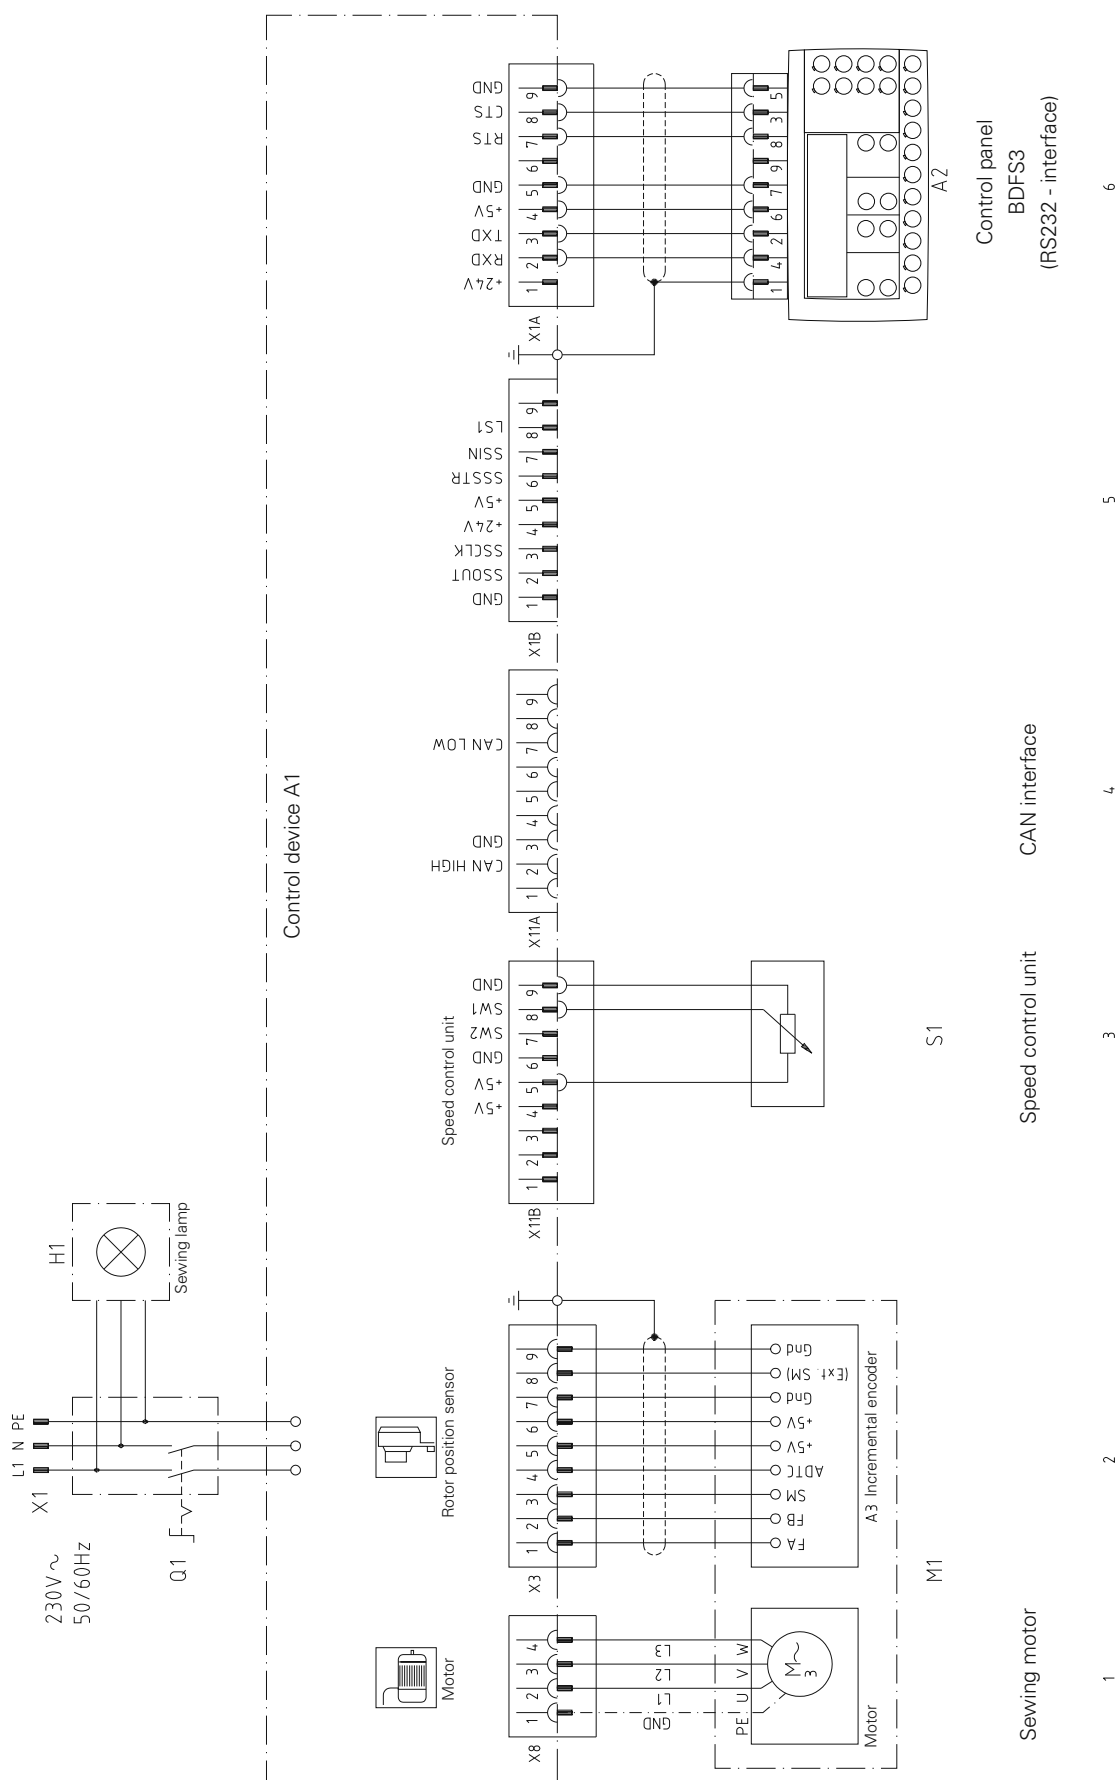 230V~
50/60Hz
X1
L1 N PE
Q1
H1
Sewing lamp
Control device A1
Motor
Rotor position sensor
Speed control unit
X8
1 2 3 4
GND L1 L2 L3
PE U V W
M~
3
Motor
X3
1 2 3 4 5 6 7 8 9
FA
FB
SM
ADTC
+5V
+5V
Gnd
(Ext. SM)
Gnd
A3 Incremental encoder
M1
X11B
1 2 3 4 5 6 7 8 9
+5V
+5V
GND
SW2
SW1
GND
S1
X11A
1 2 3 4 5 6 7 8 9
CAN HIGH
GND
CAN LOW
X1B
1 2 3 4 5 6 7 8 9
GND
SSOUT
SSCLK
+24V
+5V
SSSTR
SSIN
LS1
X1A
1 2 3 4 5 6 7 8 9
+24V
RXD
TXD
+5V
GND
RTS
CTS
GND
1 4 2 6 7 9 8 3 5
A2
Control panel
BDFS3
(RS232 - interface)
Sewing motor
Speed control unit
CAN interface
1 2 3 4 5 6